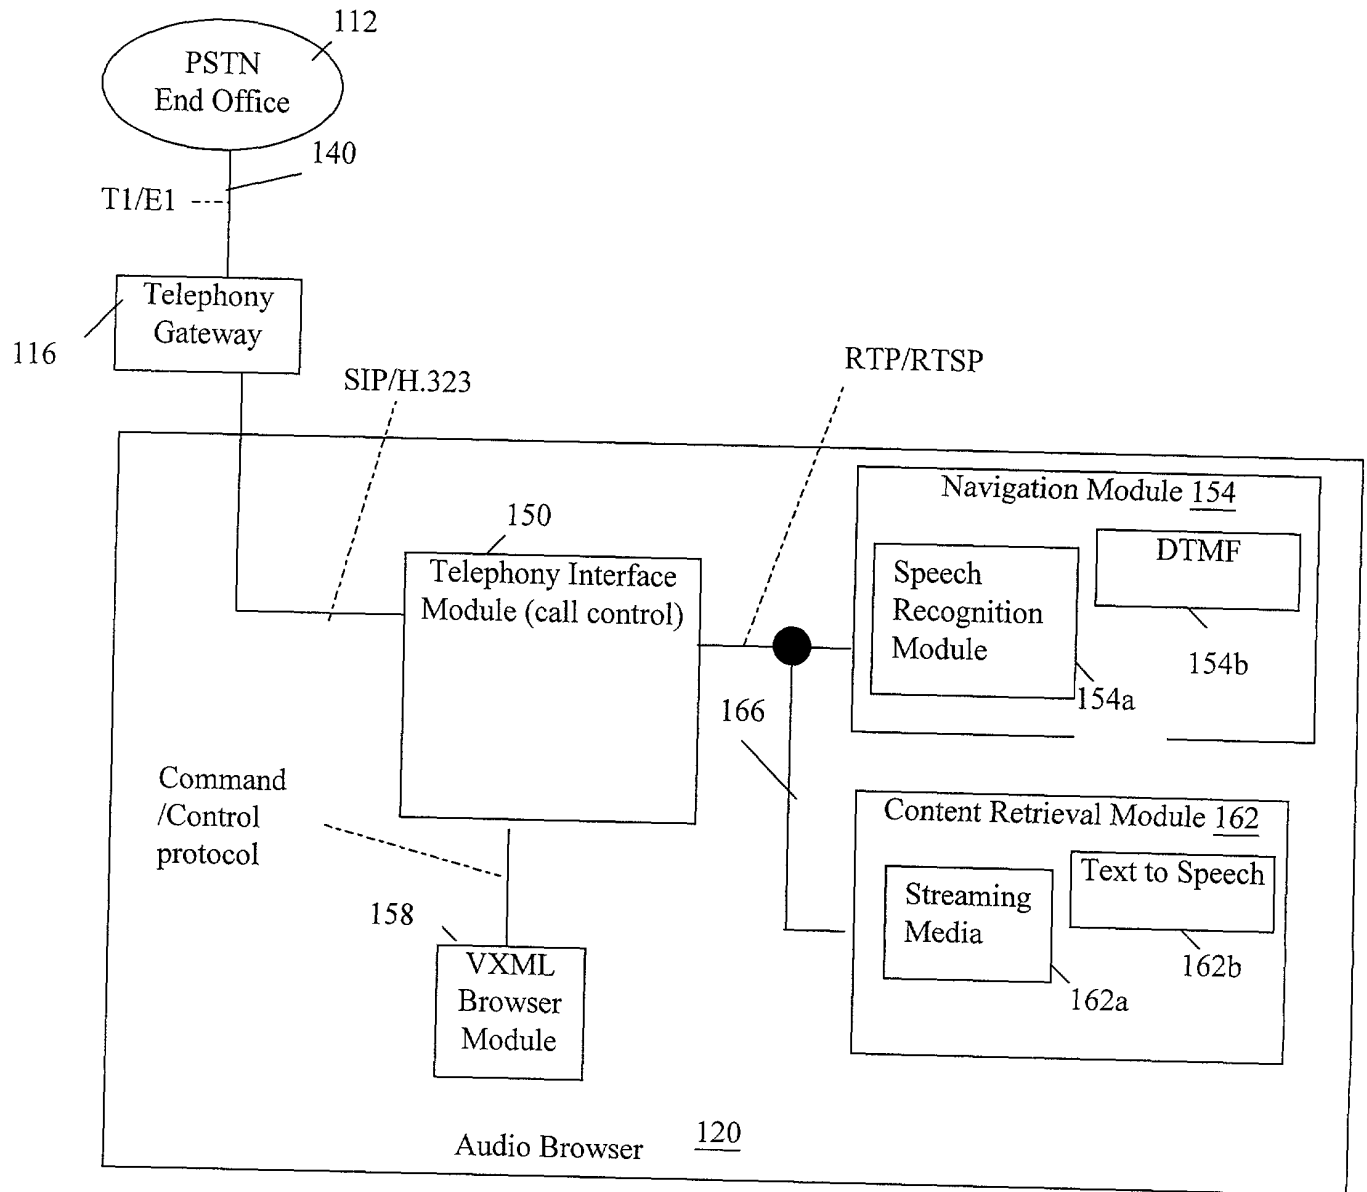 112
PSTN
End Office
140
T1/E1
Telephony
Gateway
116
SIP/H.323
RTP/RTSP
Navigation Module 154
150
Telephony Interface
Module (call control)
Speech
Recognition
Module
DTMF
154b
154a
166
Command
/Control
protocol
Content Retrieval Module 162
Streaming
Media
Text to Speech
162b
162a
158
VXML
Browser
Module
Audio Browser 120